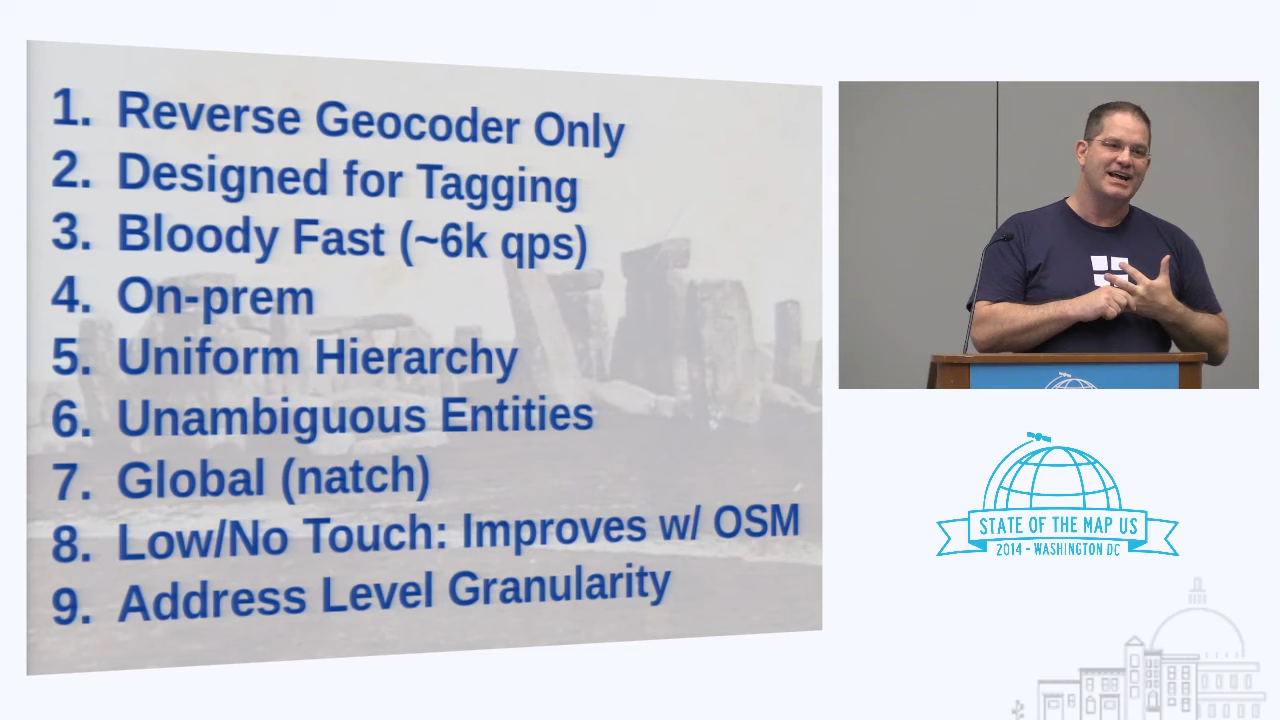 1. Reverse Geocoder Only
2. Designed for Tagging
3. Bloody Fast (~6k qps)
4. On-prem
5. Uniform Hierarchy
6. Unambiguous Entities
7. Global (natch)
8. Low/No Touch: Improves w/ OSM
9. Address Level Granularity
STATE OF THE MAP US
2014 - WASHINGTON DC